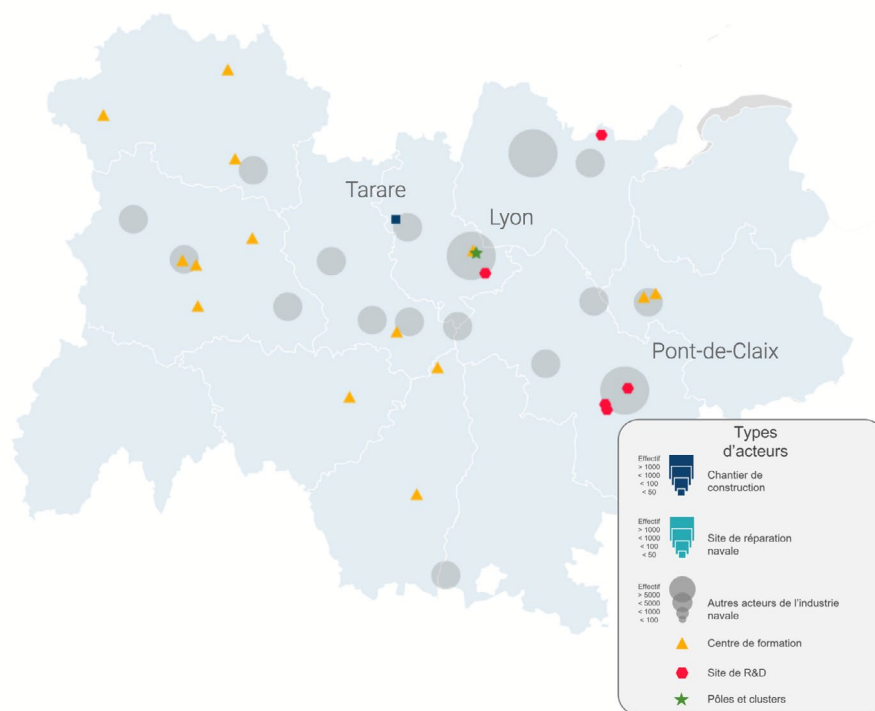 Tarare
Lyon
Pont-de-Claix
Types
d'acteurs
Effectif
> 1000
< 1000
< 100
< 50
Chantier de
construction
Effectif
> 1000
< 1000
< 100
< 50
Site de réparation
navale
Effectif
> 5000
< 5000
< 1000
< 100
Autres acteurs de l'industrie
navale
Centre de formation
Site de R&D
Pôles et clusters